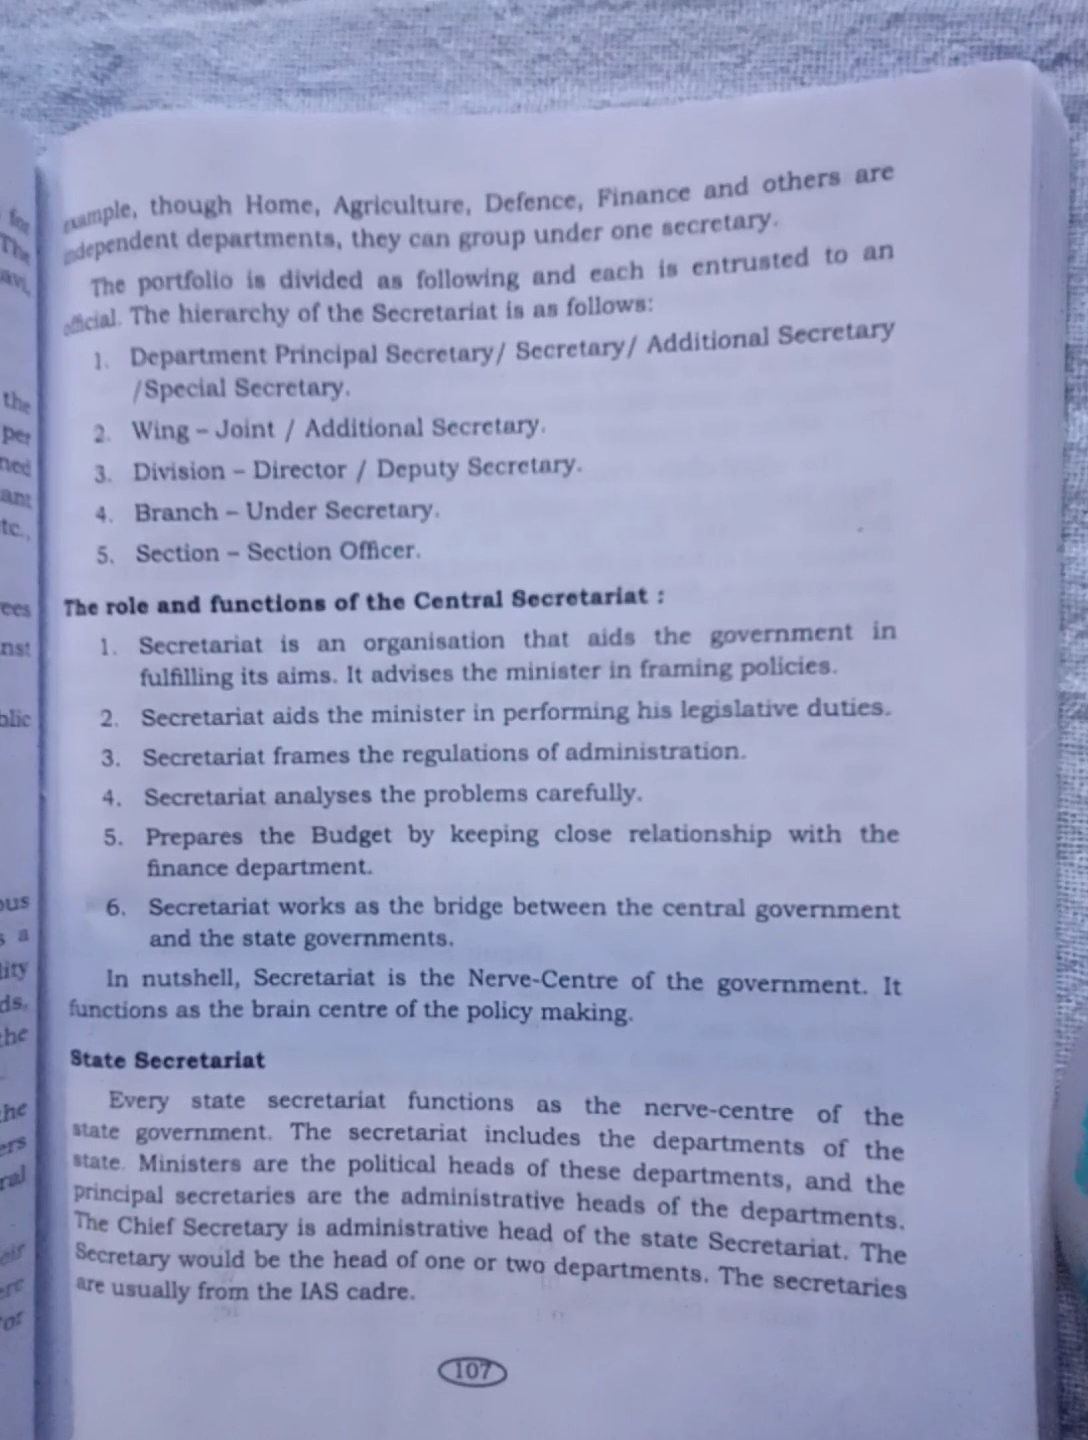 example, though Home, Agriculture, Defence, Finance and others are
independent departments, they can group under one secretary.
The portfolio is divided as following and each is entrusted to an
official. The hierarchy of the Secretariat is as follows:
1. Department Principal Secretary/ Secretary/ Additional Secretary
/Special Secretary.
2. Wing – Joint / Additional Secretary.
3. Division – Director / Deputy Secretary.
4. Branch – Under Secretary.
5. Section – Section Officer.
The role and functions of the Central Secretariat :
1. Secretariat is an organisation that aids the government in
fulfilling its aims. It advises the minister in framing policies.
2. Secretariat aids the minister in performing his legislative duties.
3. Secretariat frames the regulations of administration.
4. Secretariat analyses the problems carefully.
5. Prepares the Budget by keeping close relationship with the
finance department.
6. Secretariat works as the bridge between the central government
and the state governments.
In nutshell, Secretariat is the Nerve-Centre of the government. It
functions as the brain centre of the policy making.
State Secretariat
Every state secretariat functions as the nerve-centre of the
state government. The secretariat includes the departments of the
state. Ministers are the political heads of these departments, and the
principal secretaries are the administrative heads of the departments.
The Chief Secretary is administrative head of the state Secretariat. The
Secretary would be the head of one or two departments. The secretaries
are usually from the IAS cadre.
107